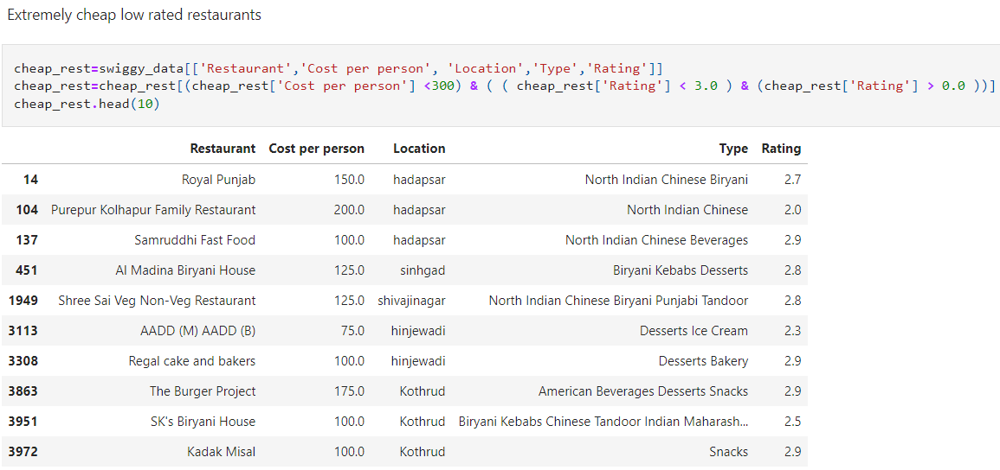 Extremely cheap low rated restaurants
cheap_rest=swiggy_data[['Restaurant','Cost per person', 'Location','Type','Rating']]
cheap_rest=cheap_rest[(cheap_rest['Cost per person'] <300) & ( ( cheap_rest['Rating'] < 3.0 ) & (cheap_rest['Rating'] > 0.0 ))]
cheap_rest.head(10)
Restaurant Cost per person Location Type Rating
14 Royal Punjab 150.0 hadapsar North Indian Chinese Biryani 2.7
104 Purepur Kolhapur Family Restaurant 200.0 hadapsar North Indian Chinese 2.0
137 Samruddhi Fast Food 100.0 hadapsar North Indian Chinese Beverages 2.9
451 Al Madina Biryani House 125.0 sinhgad Biryani Kebabs Desserts 2.8
1949 Shree Sai Veg Non-Veg Restaurant 125.0 shivajinagar North Indian Chinese Biryani Punjabi Tandoor 2.8
3113 AADD (M) AADD (B) 75.0 hinjewadi Desserts Ice Cream 2.3
3308 Regal cake and bakers 100.0 hinjewadi Desserts Bakery 2.9
3863 The Burger Project 175.0 Kothrud American Beverages Desserts Snacks 2.9
3951 SK's Biryani House 100.0 Kothrud Biryani Kebabs Chinese Tandoor Indian Maharash... 2.5
3972 Kadak Misal 100.0 Kothrud Snacks 2.9